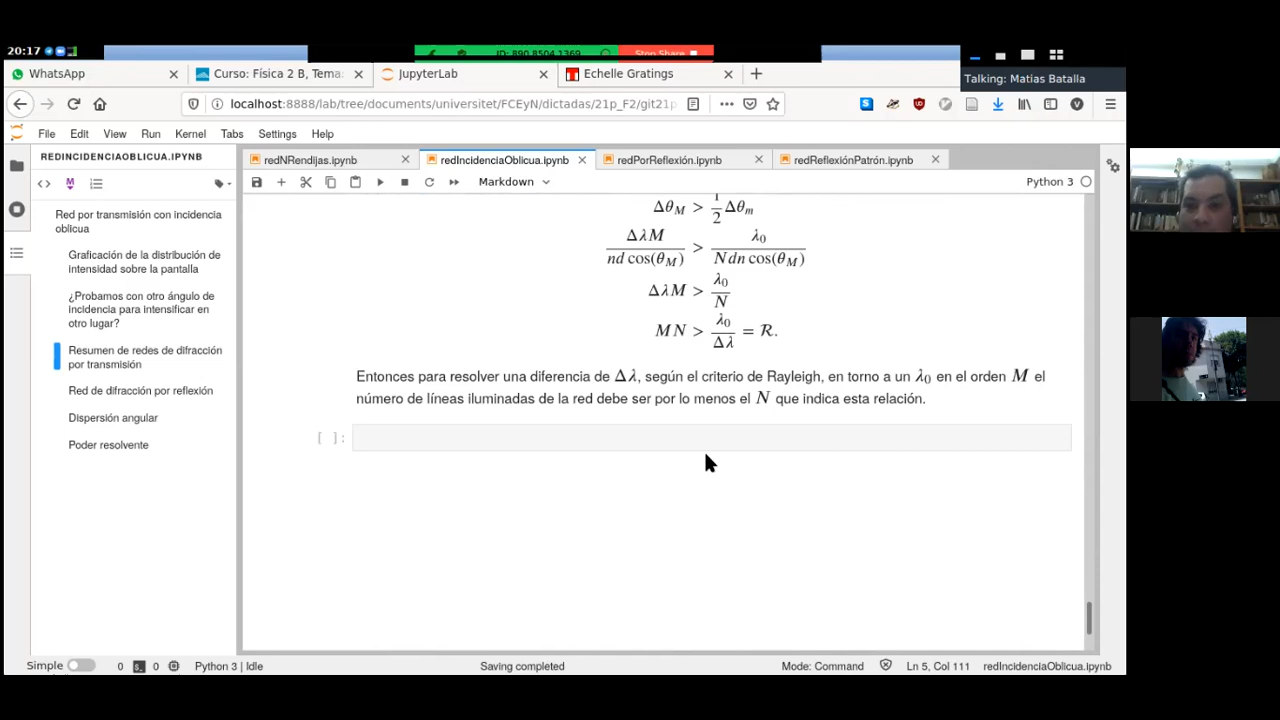 20:17
ID: 890 8504 1369
Stop Share
WhatsApp
Curso: Física 2 B, Tema:
JupyterLab
Echelle Gratings
Talking: Matias Batalla
localhost:8888/lab/tree/documents/universitet/FCEyN/dictadas/21p_F2/git21p
File Edit View Run Kernel Tabs Settings Help
REDINCIDENCIAOBLICUA.IPYNB
redNRendijas.ipynb
redIncidenciaOblicua.ipynb
redPorReflexión.ipynb
redReflexiónPatrón.ipynb
Markdown
Python 3
Red por transmisión con incidencia
oblicua
Graficación de la distribución de
intensidad sobre la pantalla
¿Probamos con otro ángulo de
incidencia para intensificar en
otro lugar?
Resumen de redes de difracción
por transmisión
Red de difracción por reflexión
Dispersión angular
Poder resolvente
Δθ_M > 1/2 Δθ_m
ΔλM / nd cos(θ_M) > λ₀ / Ndn cos(θ_M)
ΔλM > λ₀ / N
MN > λ₀ / Δλ = R.
Entonces para resolver una diferencia de Δλ, según el criterio de Rayleigh, en torno a un λ₀ en el orden M el
número de líneas iluminadas de la red debe ser por lo menos el N que indica esta relación.
[ ]:
Simple 0 0 Python 3 | Idle Saving completed Mode: Command Ln 5, Col 111 redIncidenciaOblicua.ipynb